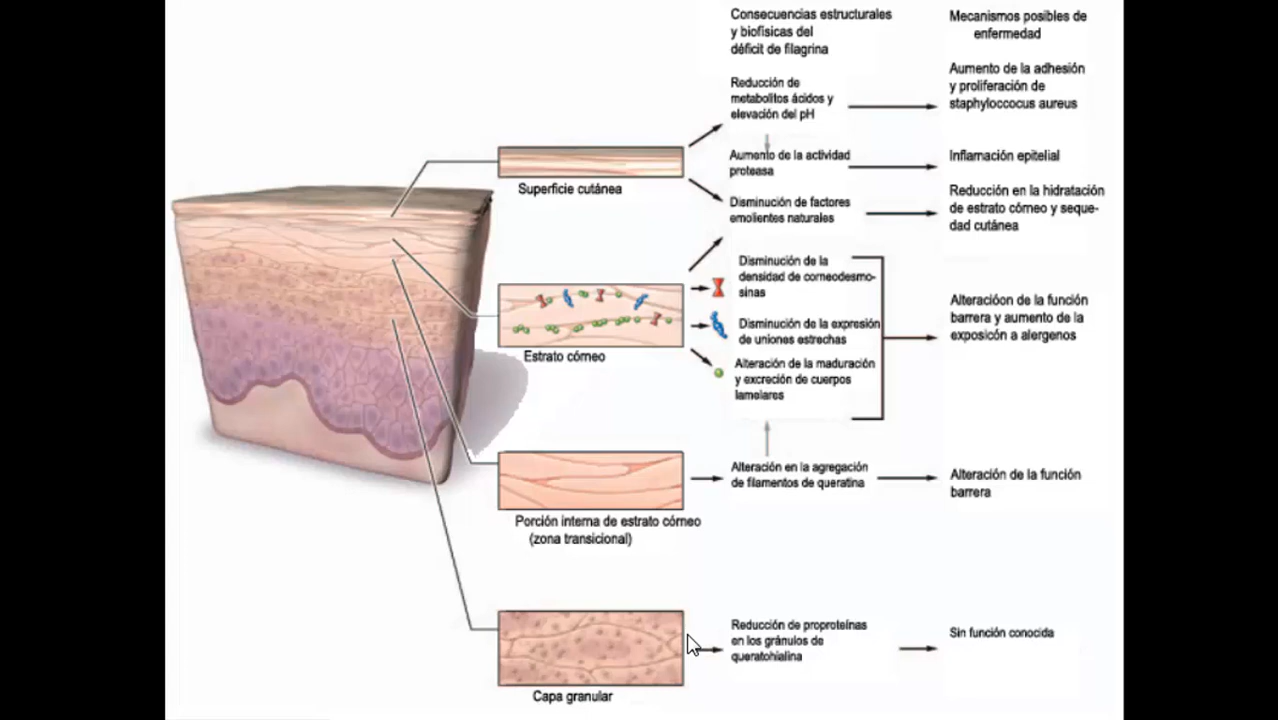 Consecuencias estructurales
y biofísicas del
déficit de filagrina
Mecanismos posibles de
enfermedad
Reducción de
metabolitos ácidos y
elevación del pH
Aumento de la adhesión
y proliferación de
staphyloccocus aureus
Aumento de la actividad
proteasa
Inflamación epitelial
Superficie cutánea
Disminución de factores
emolientes naturales
Reducción en la hidratación
de estrato córneo y seque-
dad cutánea
Disminución de la
densidad de corneodesmo-
sinas
Disminución de la expresión
de uniones estrechas
Alteración de la maduración
y excreción de cuerpos
lamelares
Alteracióon de la función
barrera y aumento de la
exposicón a alergenos
Estrato córneo
Alteración en la agregación
de filamentos de queratina
Alteración de la función
barrera
Porción interna de estrato córneo
(zona transicional)
Reducción de proproteínas
en los gránulos de
queratohialina
Sin función conocida
Capa granular